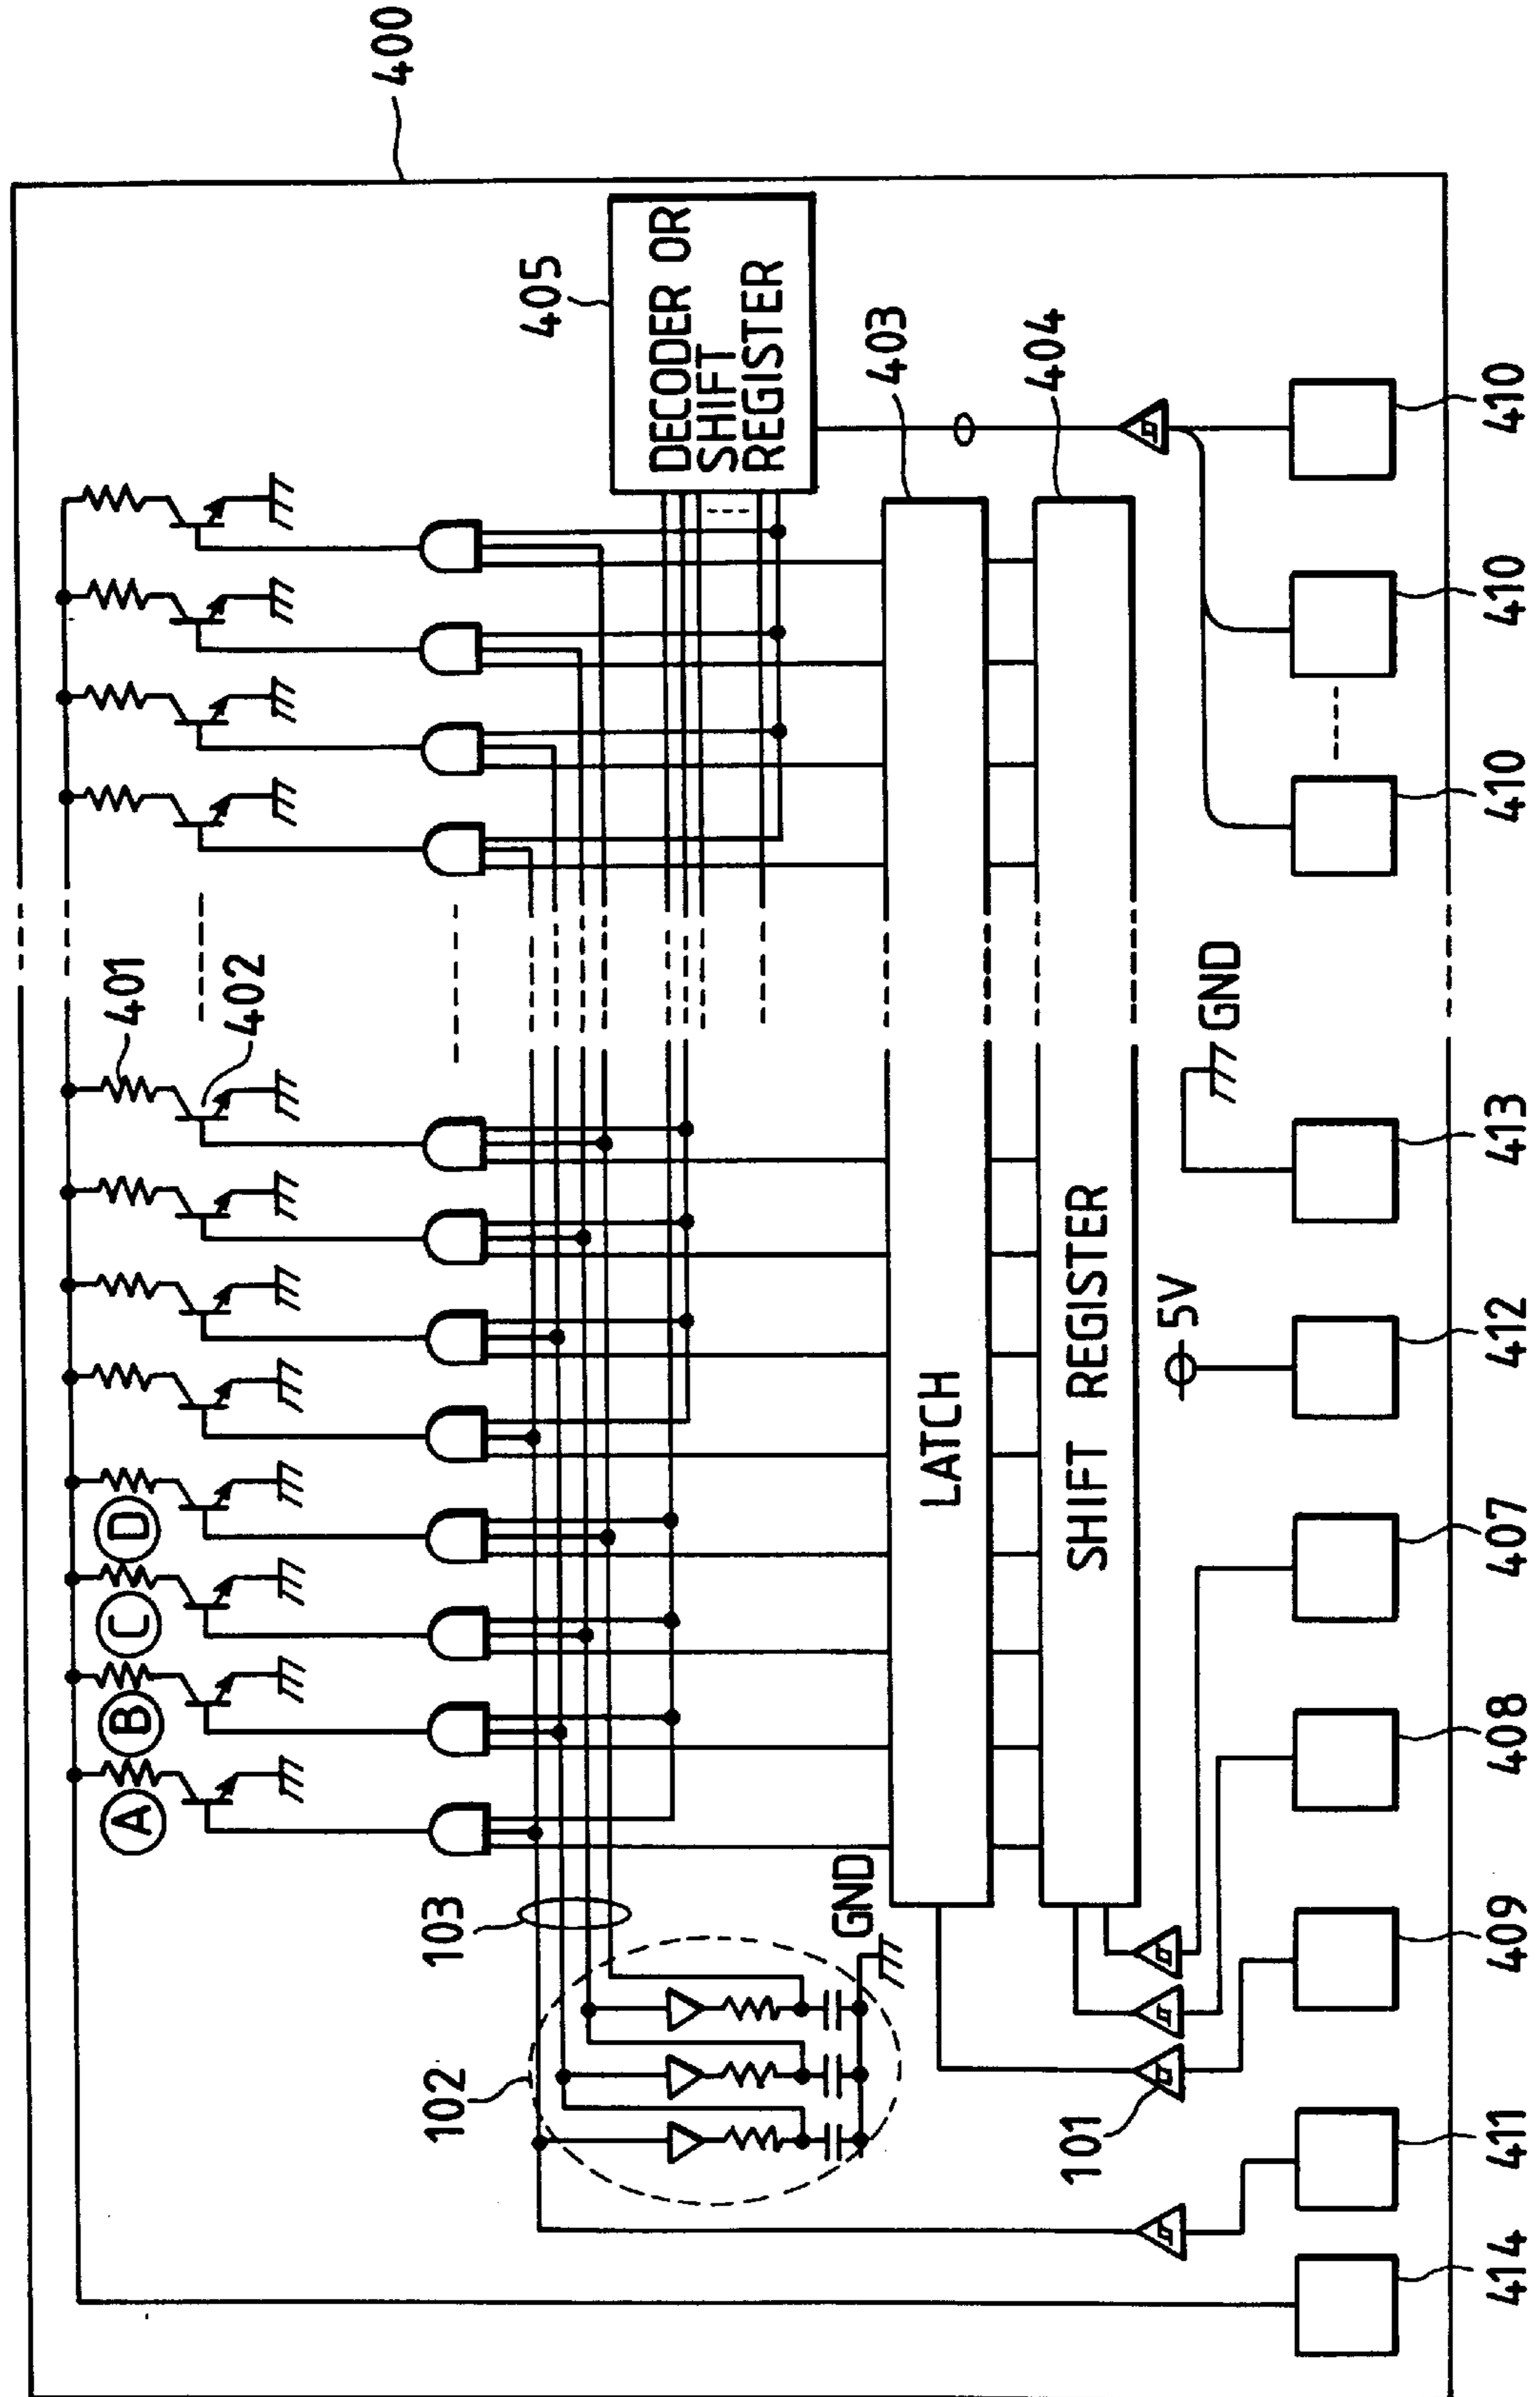 400
405
DECODER OR
SHIFT
REGISTER
401
402
403
404
A
B
C
D
103
102
GND
LATCH
SHIFT REGISTER
101
5V
GND
414
411
409
408
407
412
413
410
410
410